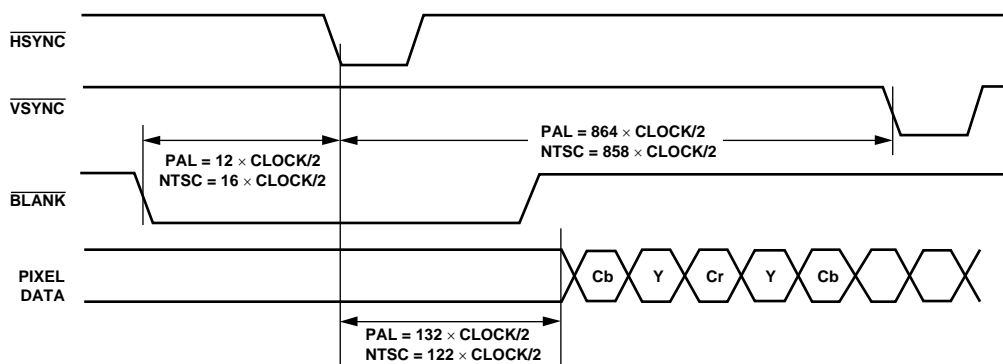 HSYNC
VSYNC
PAL = 864 × CLOCK/2
NTSC = 858 × CLOCK/2
PAL = 12 × CLOCK/2
NTSC = 16 × CLOCK/2
BLANK
PIXEL
DATA
Cb Y Cr Y Cb
PAL = 132 × CLOCK/2
NTSC = 122 × CLOCK/2